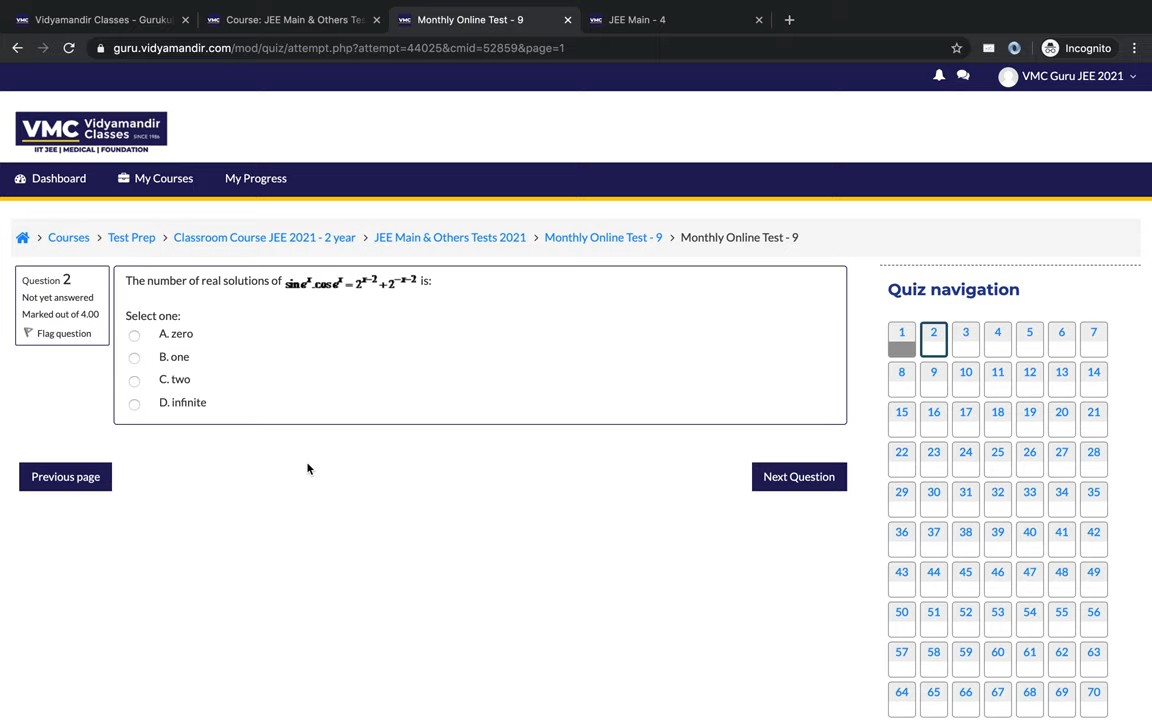 Vidyamandir Classes - Guruku
Course: JEE Main & Others Tes
Monthly Online Test - 9
JEE Main - 4
guru.vidyamandir.com/mod/quiz/attempt.php?attempt=44025&cmid=52859&page=1
Incognito
VMC Guru JEE 2021
VMC Vidyamandir Classes SINCE 1986
IIT JEE | MEDICAL | FOUNDATION
Dashboard My Courses My Progress
Courses > Test Prep > Classroom Course JEE 2021 - 2 year > JEE Main & Others Tests 2021 > Monthly Online Test - 9 > Monthly Online Test - 9
Question 2
Not yet answered
Marked out of 4.00
Flag question
The number of real solutions of sin e^x .cos e^x = 2^{x-2} + 2^{-x-2} is:
Select one:
A. zero
B. one
C. two
D. infinite
Previous page
Next Question
Quiz navigation
1 2 3 4 5 6 7
8 9 10 11 12 13 14
15 16 17 18 19 20 21
22 23 24 25 26 27 28
29 30 31 32 33 34 35
36 37 38 39 40 41 42
43 44 45 46 47 48 49
50 51 52 53 54 55 56
57 58 59 60 61 62 63
64 65 66 67 68 69 70